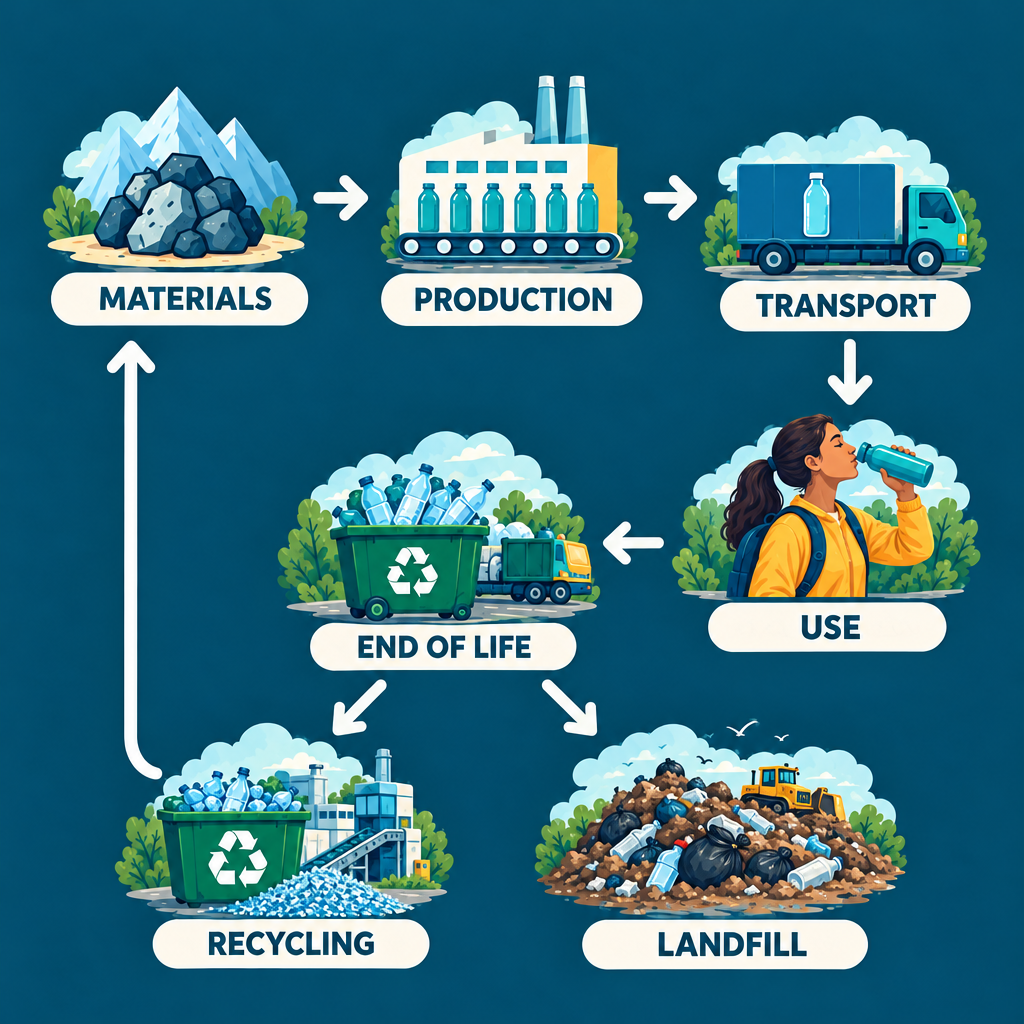 MATERIALS
PRODUCTION
TRANSPORT
USE
END OF LIFE
RECYCLING
LANDFILL